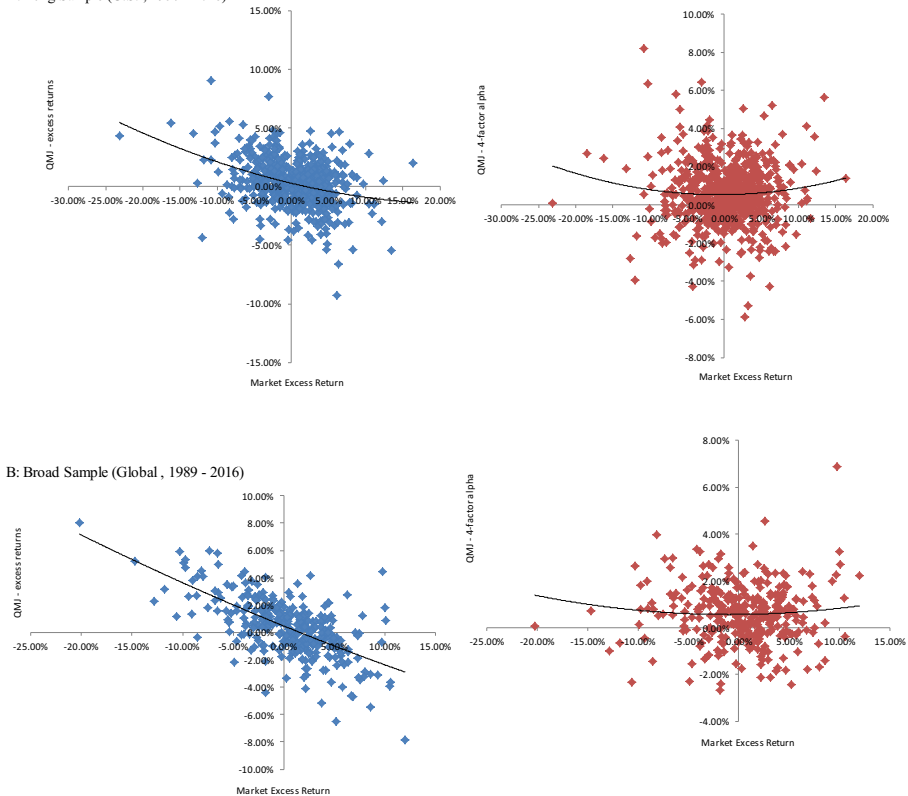 15.00%
10.00%
5.00%
0.00%
-5.00%
-10.00%
-15.00%
-30.00% -25.00% -20.00% -15.00% -10.00% -5.00% 0.00% 5.00% 10.00% 15.00% 20.00%
QMJ - excess returns
Market Excess Return
10.00%
8.00%
6.00%
4.00%
2.00%
0.00%
-2.00%
-4.00%
-6.00%
-8.00%
-30.00% -25.00% -20.00% -15.00% -10.00% -5.00% 0.00% 5.00% 10.00% 15.00% 20.00%
QMJ - 4-factor alpha
Market Excess Return
B: Broad Sample (Global , 1989 - 2016)
10.00%
8.00%
6.00%
4.00%
2.00%
0.00%
-2.00%
-4.00%
-6.00%
-8.00%
-10.00%
-25.00% -20.00% -15.00% -10.00% -5.00% 0.00% 5.00% 10.00% 15.00%
QMJ - excess returns
Market Excess Return
8.00%
6.00%
4.00%
2.00%
0.00%
-2.00%
-4.00%
-25.00% -20.00% -15.00% -10.00% -5.00% 0.00% 5.00% 10.00% 15.00%
QMJ - 4-factor alpha
Market Excess Return